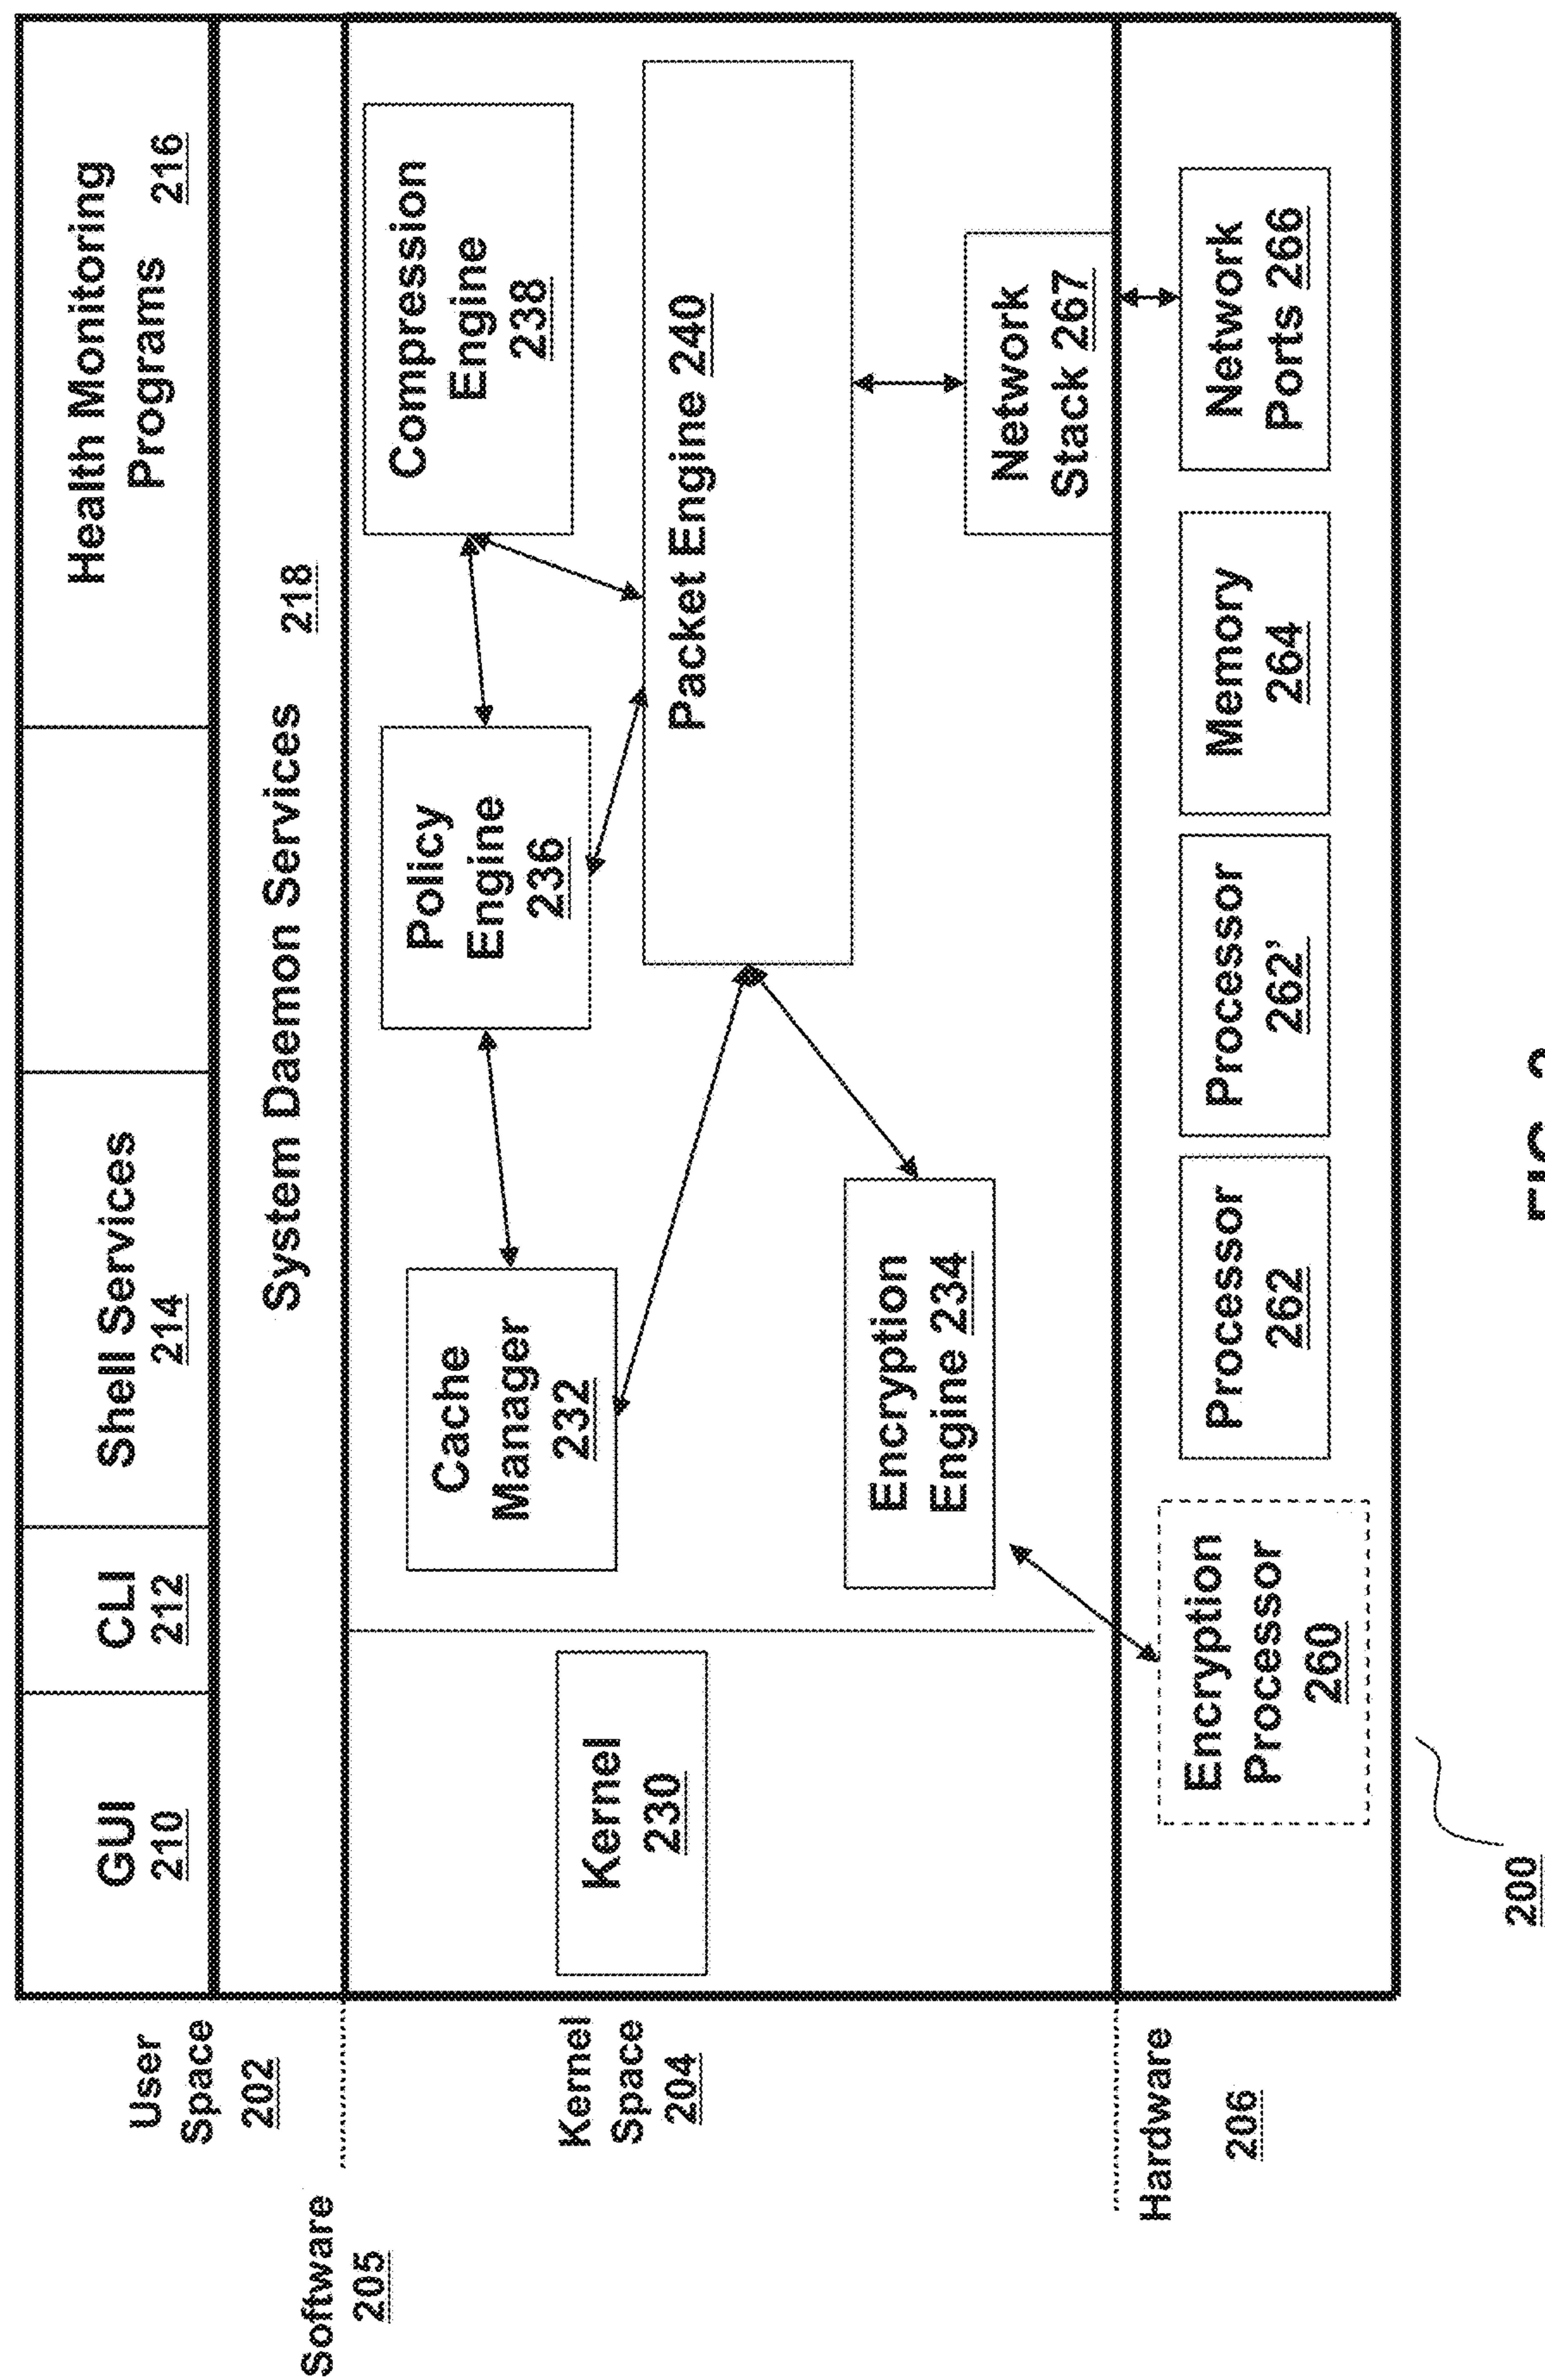 GUI
210
CLI
212
Shell Services
214
Health Monitoring
Programs 216
User
Space
202
System Daemon Services 218
Software
205
Kernel
Space
204
Kernel
230
Cache
Manager
232
Policy
Engine
236
Compression
Engine
238
Packet Engine 240
Encryption
Engine 234
Network
Stack 267
Hardware
206
Encryption
Processor
260
Processor
262
Processor
262'
Memory
264
Network
Ports 266
200